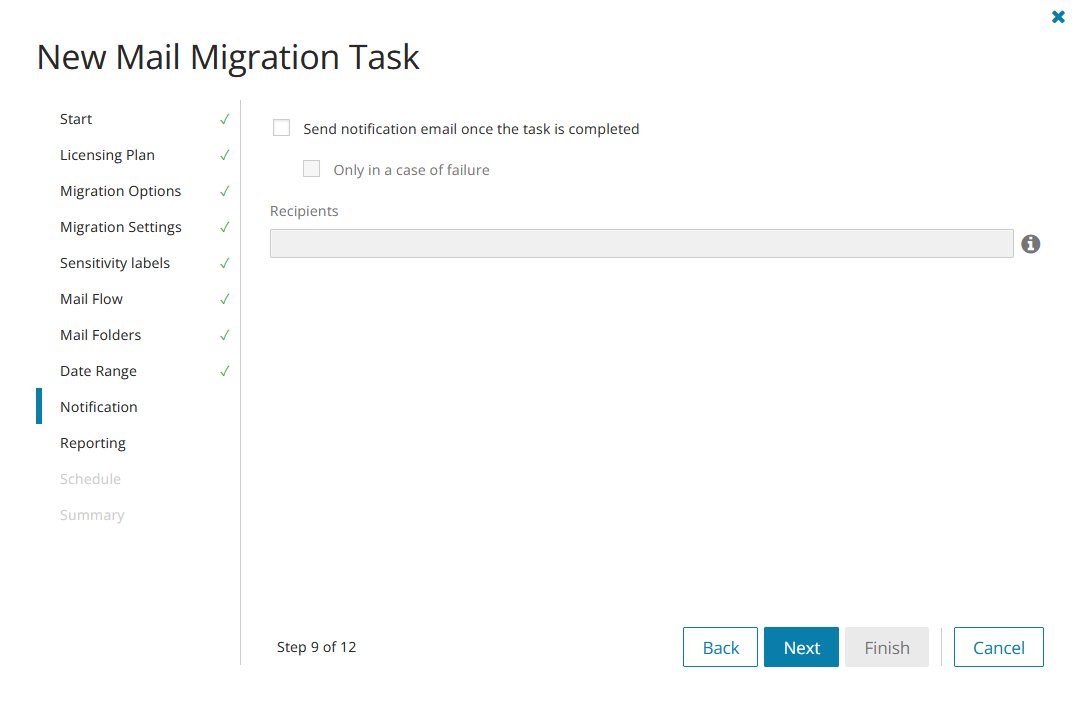 New Mail Migration Task
Start
Licensing Plan
Migration Options
Migration Settings
Sensitivity labels
Mail Flow
Mail Folders
Date Range
Notification
Reporting
Schedule
Summary
Send notification email once the task is completed
Only in a case of failure
Recipients
Step 9 of 12
Back
Next
Finish
Cancel